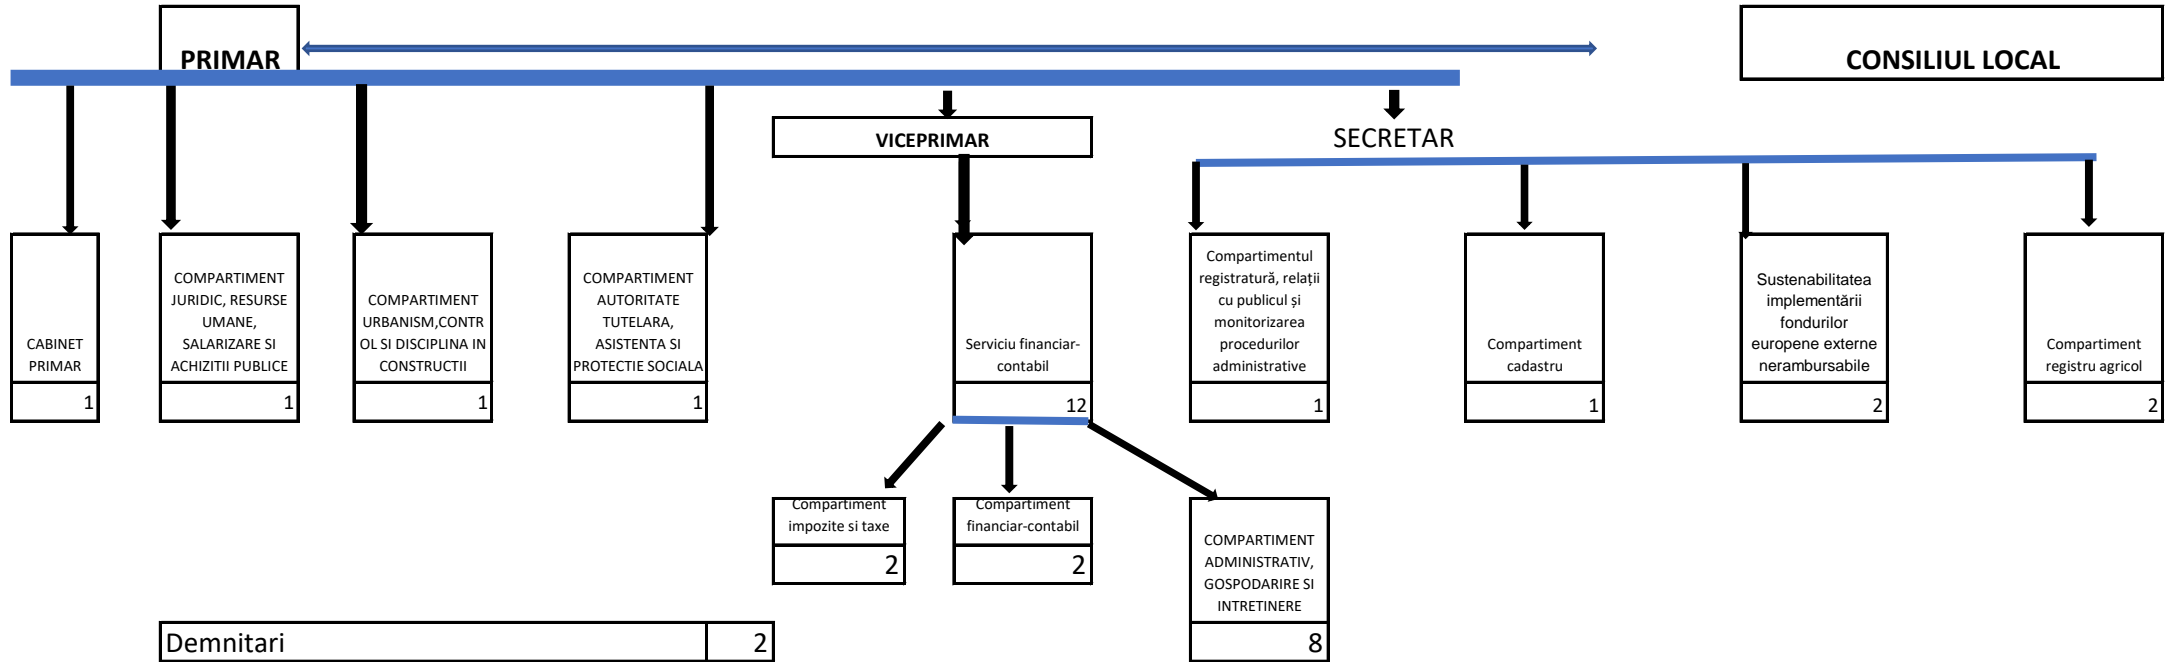 PRIMAR
CONSILIUL LOCAL
VICEPRIMAR
SECRETAR
CABINET
PRIMAR
1
COMPARTIMENT
JURIDIC, RESURSE
UMANE,
SALARIZARE SI
ACHIZITII PUBLICE
1
COMPARTIMENT
URBANISM,CONTR
OL SI DISCIPLINA IN
CONSTRUCTII
1
COMPARTIMENT
AUTORITATE
TUTELARA,
ASISTENTA SI
PROTECTIE SOCIALA
1
Serviciu financiar-
contabil
12
Compartimentul
registratură, relații
cu publicul și
monitorizarea
procedurilor
administrative
1
Compartiment
cadastru
1
Sustenabilitatea
implementării
fondurilor
europene externe
nerambursabile
2
Compartiment
registru agricol
2
Compartiment
impozite si taxe
2
Compartiment
financiar-contabil
2
COMPARTIMENT
ADMINISTRATIV,
GOSPODARIRE SI
INTRETINERE
8
Demnitari 2